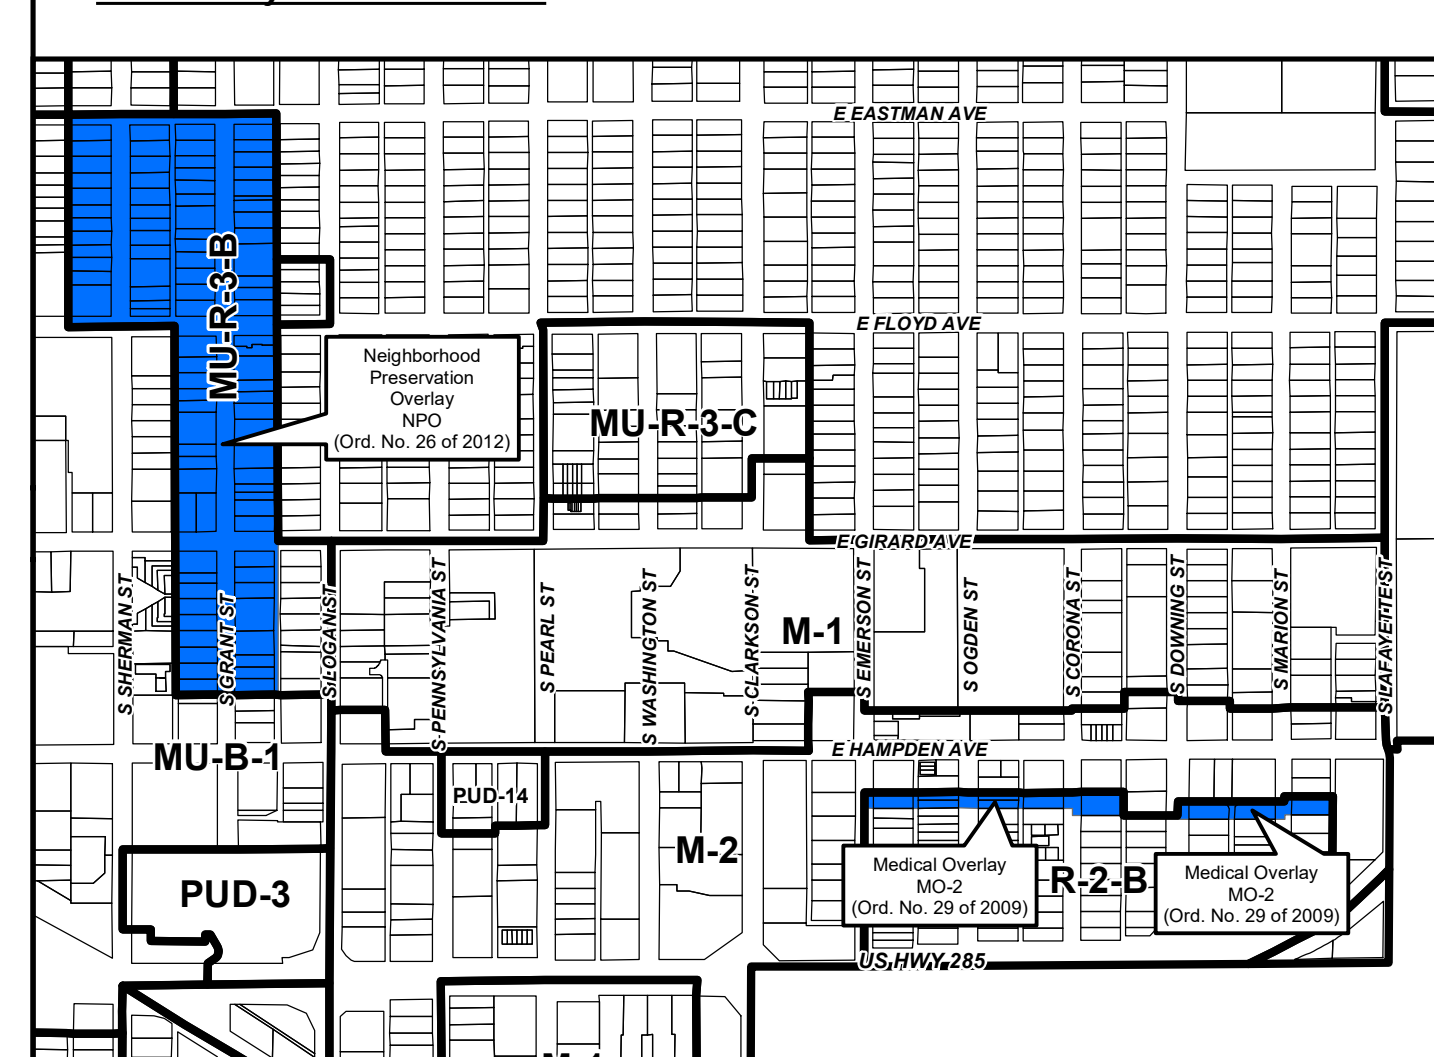 E EASTMAN AVE
MU-R-3-B
E FLOYD AVE
Neighborhood
Preservation
Overlay
NPO
(Ord. No. 26 of 2012)
MU-R-3-C
E GIRARD AVE
S SHERMAN ST
S GRANT ST
S LOGAN ST
S PENNSYLVANIA ST
S PEARL ST
S WASHINGTON ST
S CLARKSON ST
M-1
S EMERSON ST
S OGDEN ST
S CORONA ST
S DOWNING ST
S MARION ST
S LAFAYETTE ST
MU-B-1
E HAMPDEN AVE
PUD-14
M-2
PUD-3
Medical Overlay
MO-2
(Ord. No. 29 of 2009)
R-2-B
Medical Overlay
MO-2
(Ord. No. 29 of 2009)
US HWY 285